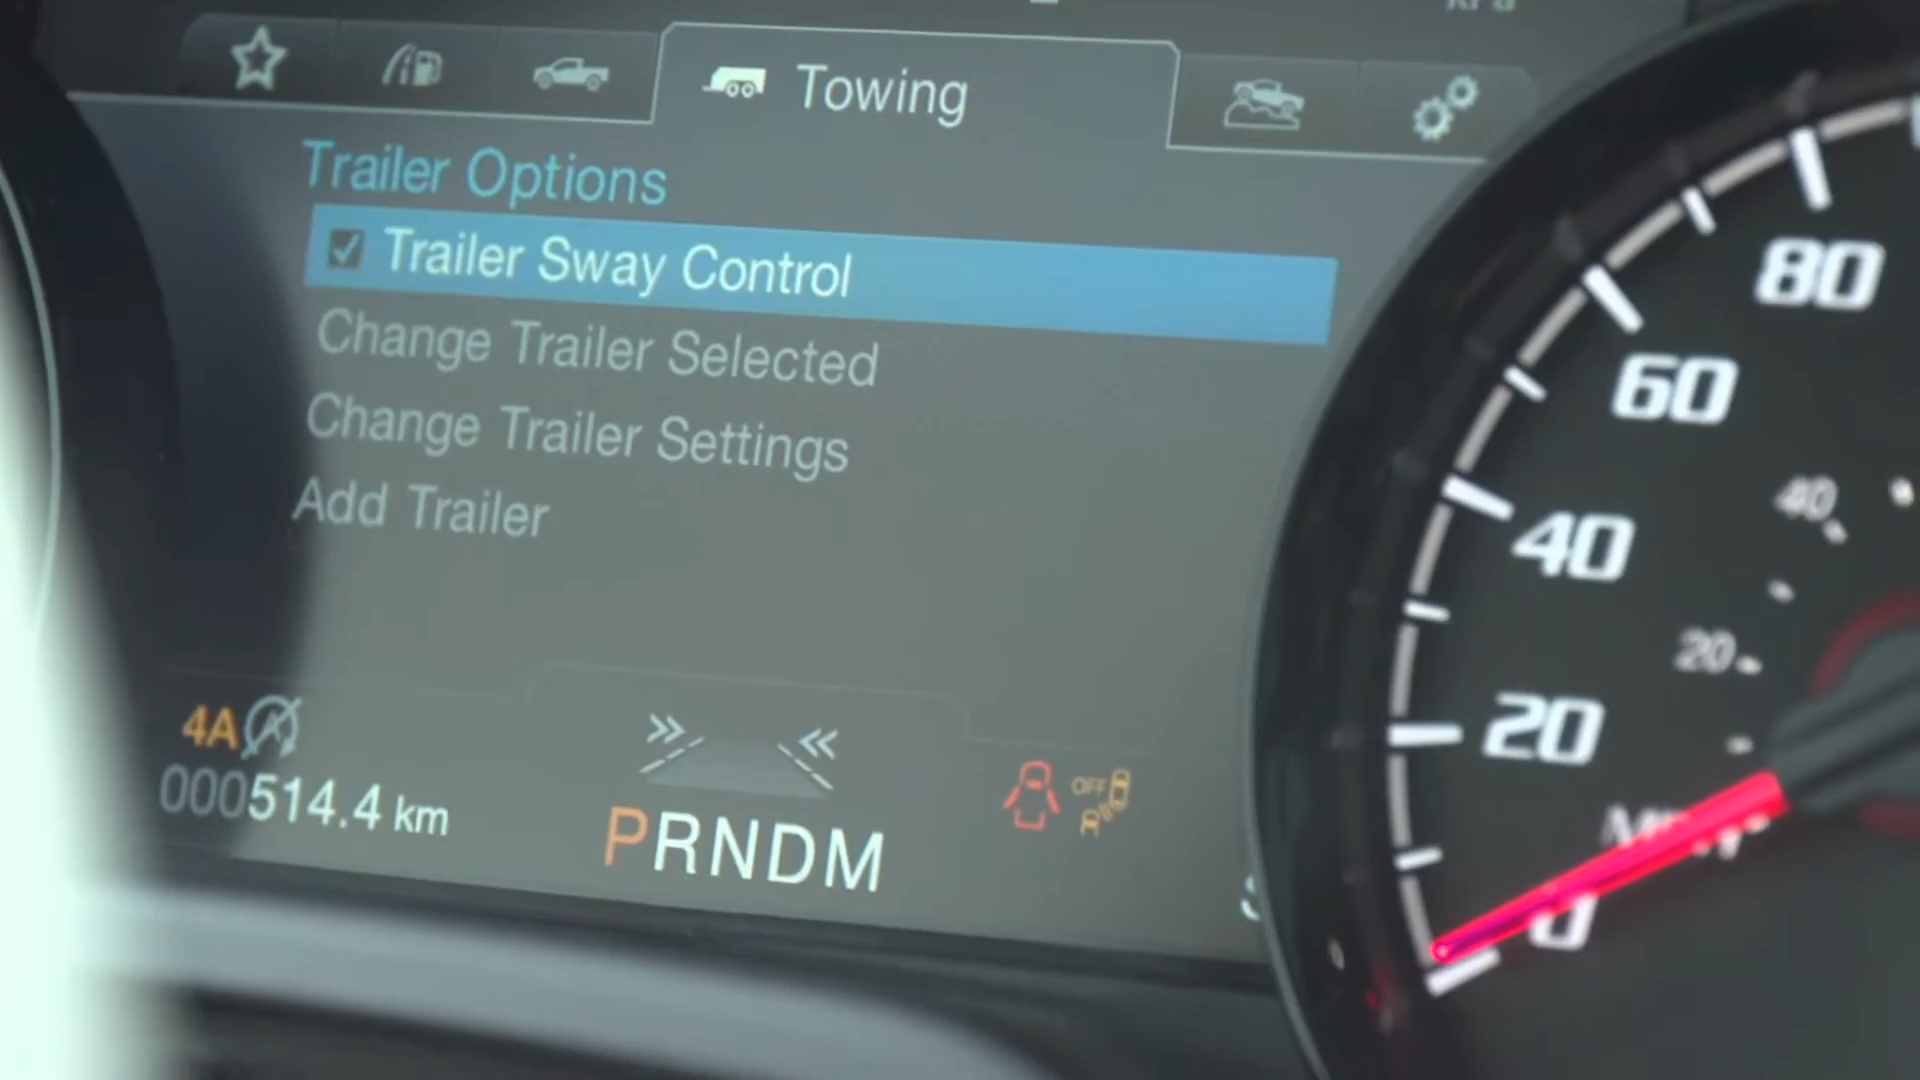 Towing
Trailer Options
Trailer Sway Control
Change Trailer Selected
Change Trailer Settings
Add Trailer
4A
000514.4 km
PRNDM
OFF
80
60
40
20
0
40
20